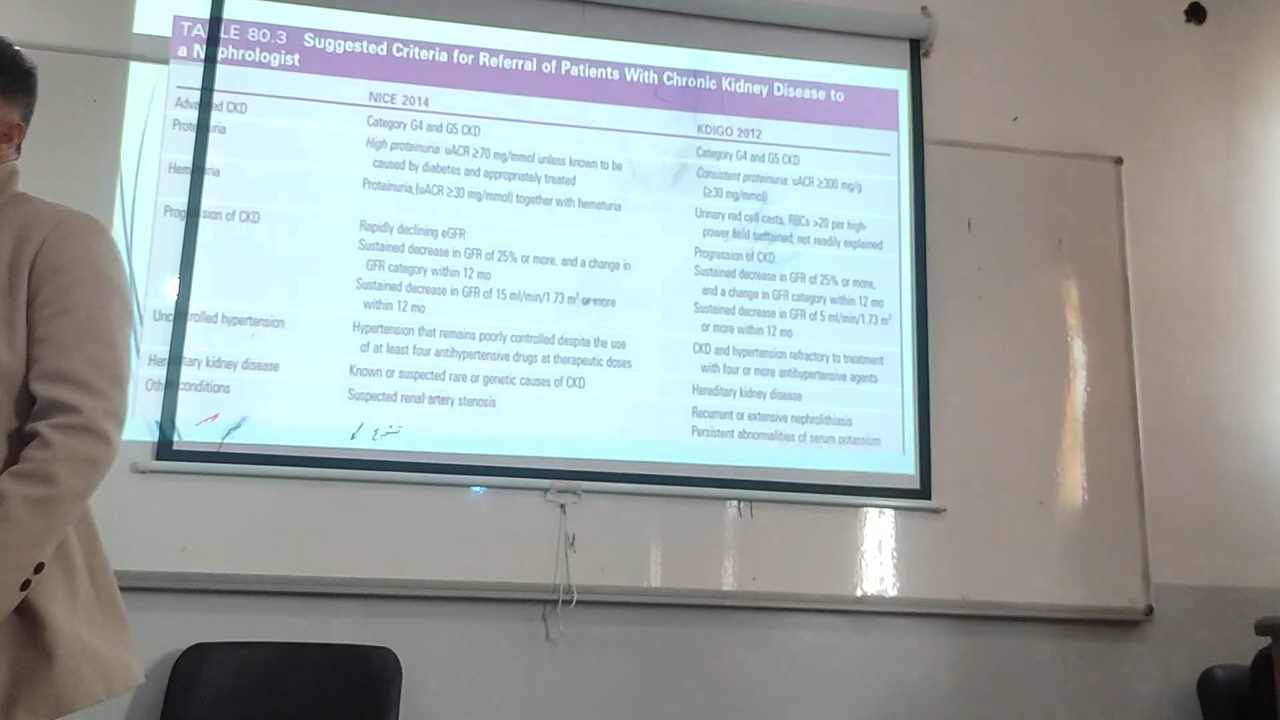 TABLE 80.3 Suggested Criteria for Referral of Patients With Chronic Kidney Disease to
a Nephrologist
NICE 2014
KDIGO 2012
Advanced CKD
Category G4 and G5 CKD
Category G4 and G5 CKD
Proteinuria
High proteinuria: uACR ≥70 mg/mmol unless known to be
caused by diabetes and appropriately treated
Consistent proteinuria: uACR ≥300 mg/g
(≥30 mg/mmol)
Hematuria
Proteinuria (uACR ≥30 mg/mmol) together with hematuria
Urinary red cell casts, RBCs >20 per high-
power field sustained; not readily explained
Progression of CKD
Rapidly declining eGFR:
Sustained decrease in GFR of 25% or more, and a change in
GFR category within 12 mo
Sustained decrease in GFR of 15 ml/min/1.73 m² or more
within 12 mo
Progression of CKD:
Sustained decrease in GFR of 25% or more,
and a change in GFR category within 12 mo
Sustained decrease in GFR of 5 ml/min/1.73 m²
or more within 12 mo
Uncontrolled hypertension
Hypertension that remains poorly controlled despite the use
of at least four antihypertensive drugs at therapeutic doses
CKD and hypertension refractory to treatment
with four or more antihypertensive agents
Hereditary kidney disease
Known or suspected rare or genetic causes of CKD
Hereditary kidney disease
Other conditions
Suspected renal artery stenosis
Recurrent or extensive nephrolithiasis
Persistent abnormalities of serum potassium